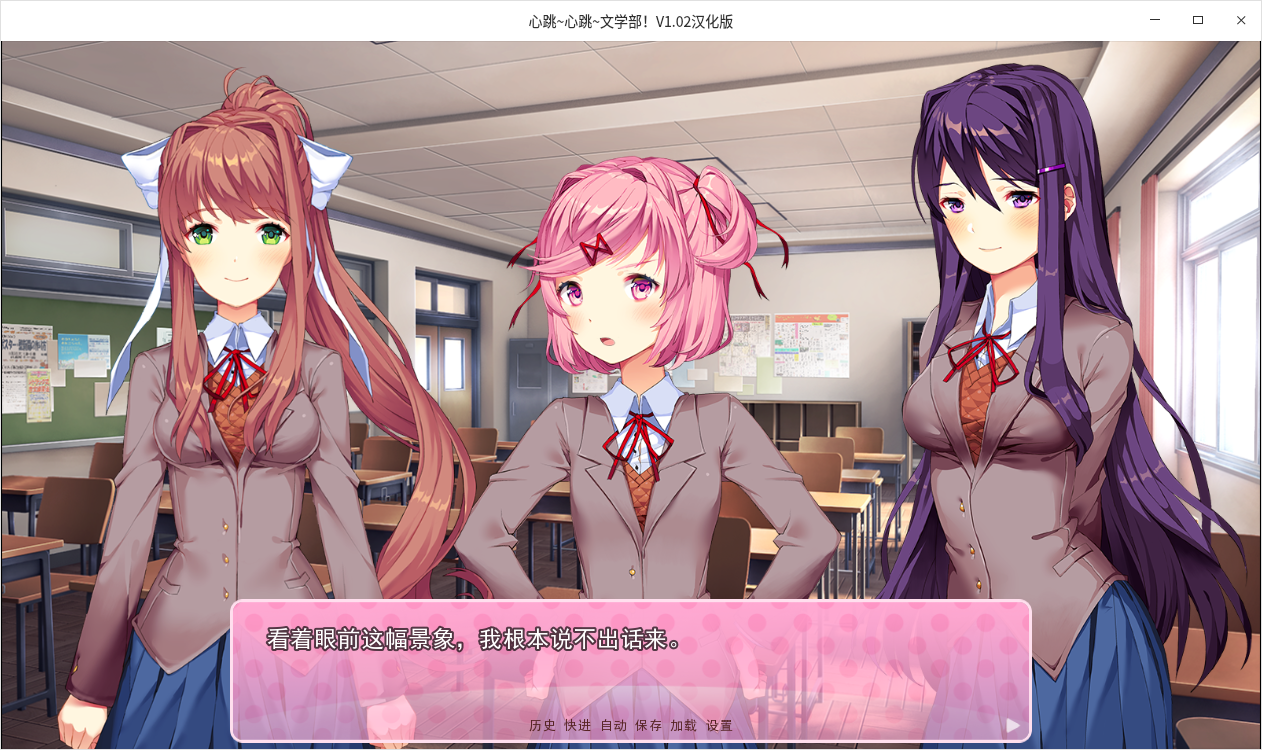 心跳~心跳~文学部！V1.02汉化版
看着眼前这幅景象，我根本说不出话来。
历史 快进 自动 保存 加载 设置